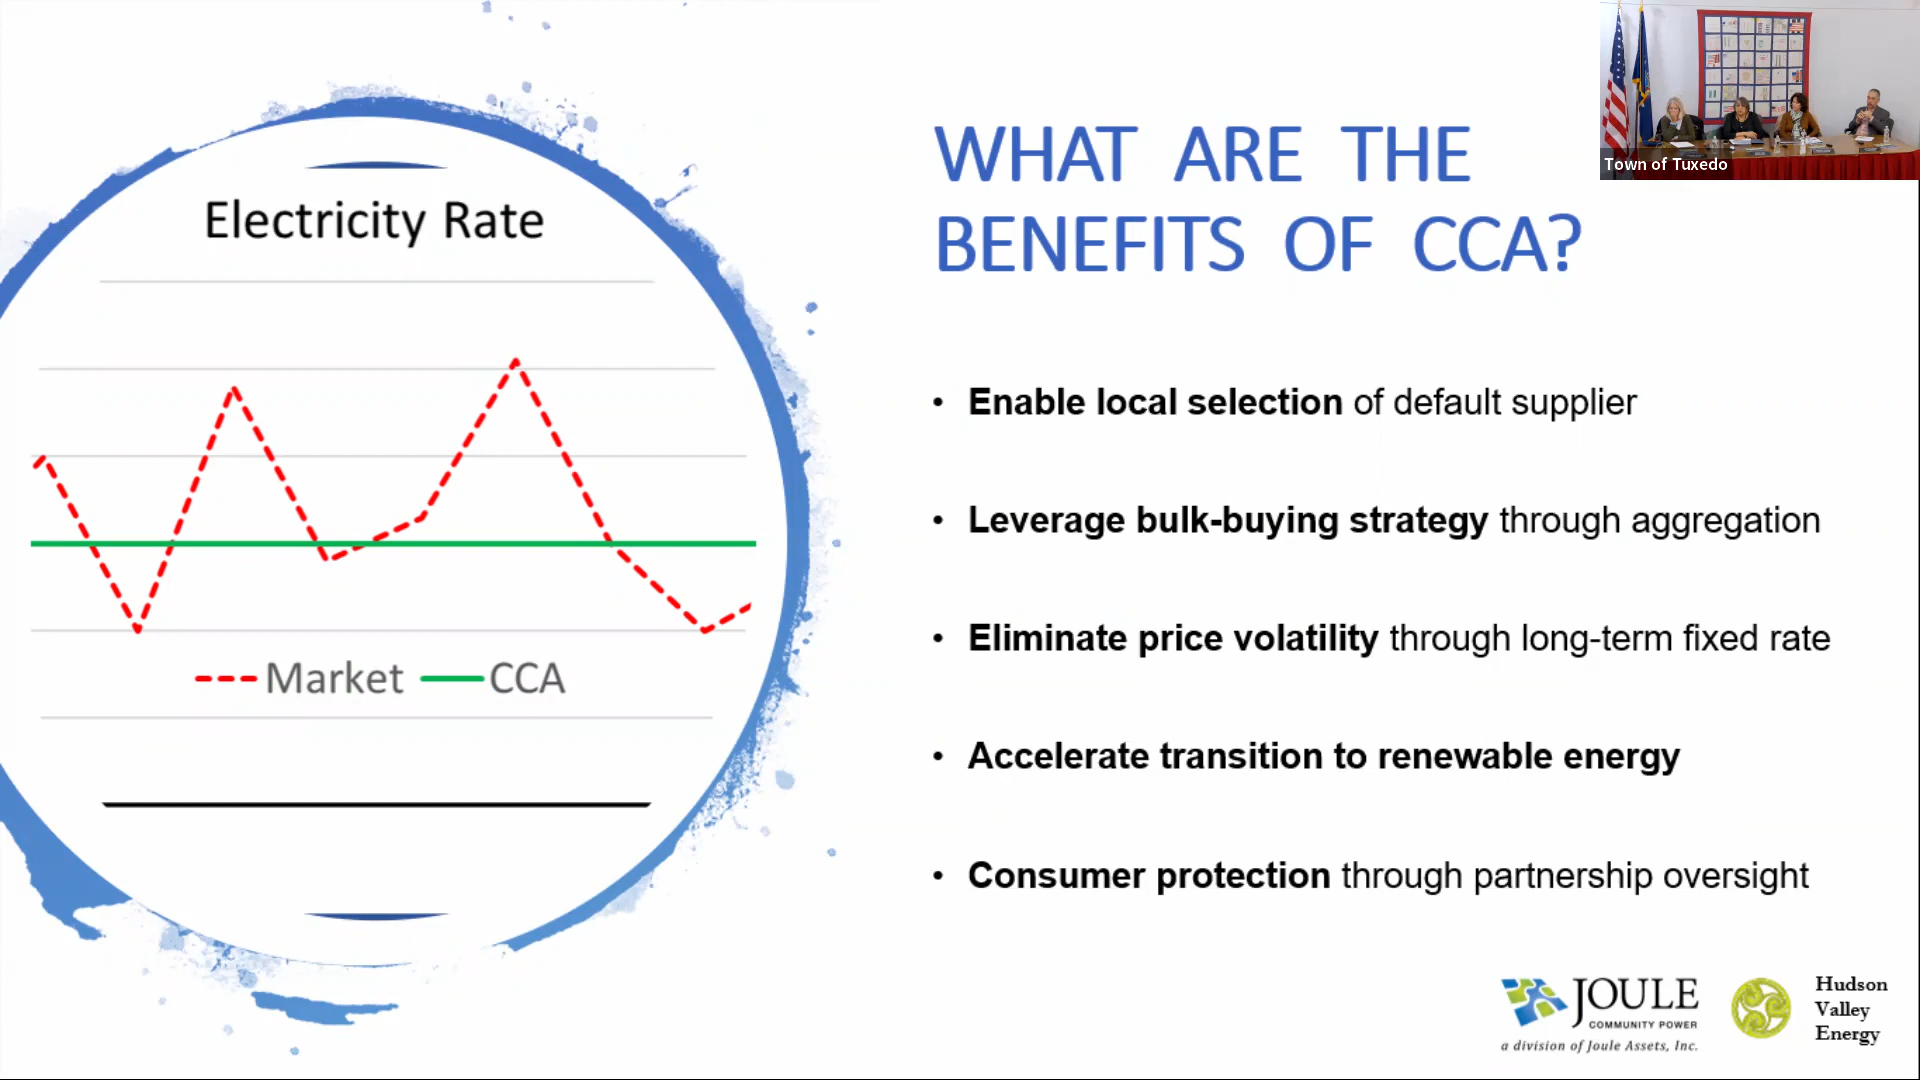 Town of Tuxedo
Electricity Rate
Market
CCA
WHAT ARE THE
BENEFITS OF CCA?
• Enable local selection of default supplier
• Leverage bulk-buying strategy through aggregation
• Eliminate price volatility through long-term fixed rate
• Accelerate transition to renewable energy
• Consumer protection through partnership oversight
JOULE
COMMUNITY POWER
a division of Joule Assets, Inc.
Hudson
Valley
Energy